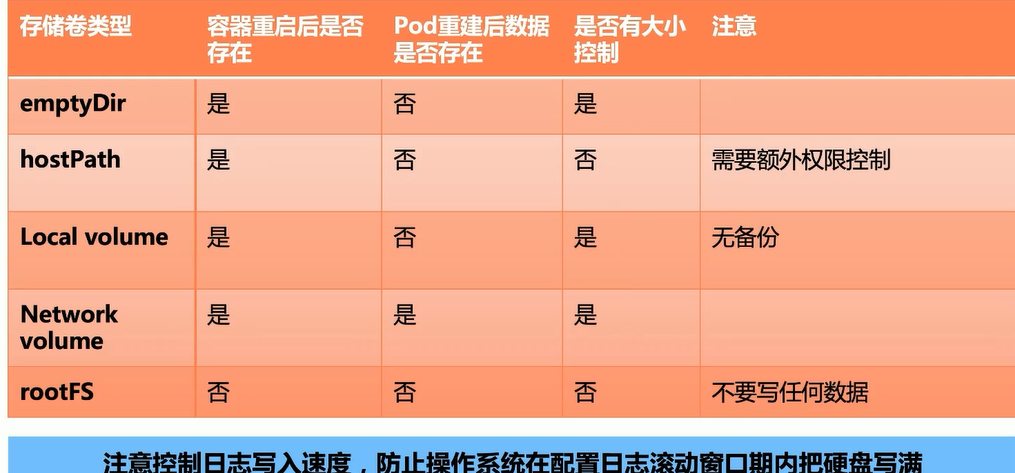 存储卷类型 容器重启后是否存在 Pod重建后数据是否存在 是否有大小控制 注意
emptyDir 是 否 是
hostPath 是 否 否 需要额外权限控制
Local volume 是 否 是 无备份
Network volume 是 是 是
rootFS 否 否 否 不要写任何数据
注意控制日志写入速度，防止操作系统在配置日志滚动窗口期内把硬盘写满